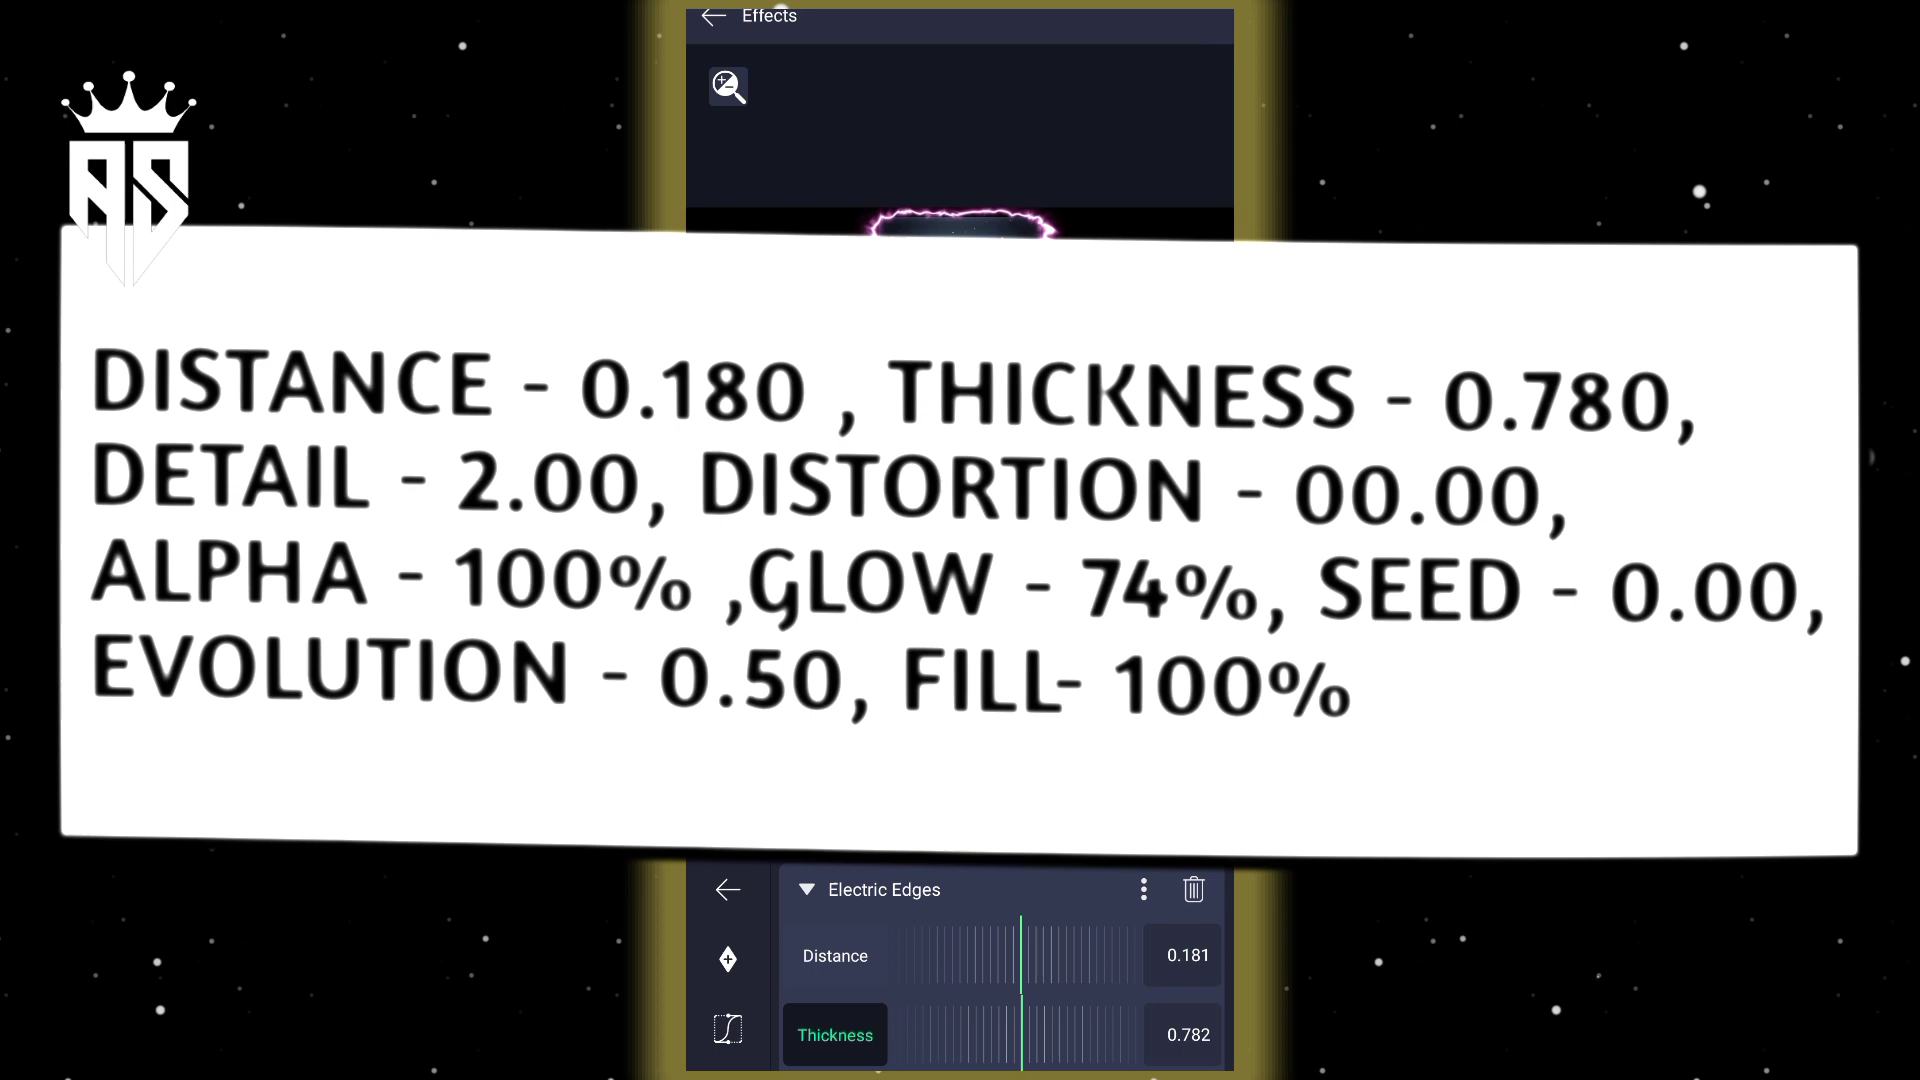 Effects
AS
DISTANCE - 0.180 , THICKNESS - 0.780,
DETAIL - 2.00, DISTORTION - 00.00,
ALPHA - 100% ,GLOW - 74%, SEED - 0.00,
EVOLUTION - 0.50, FILL- 100%
Electric Edges
Distance 0.181
Thickness 0.782